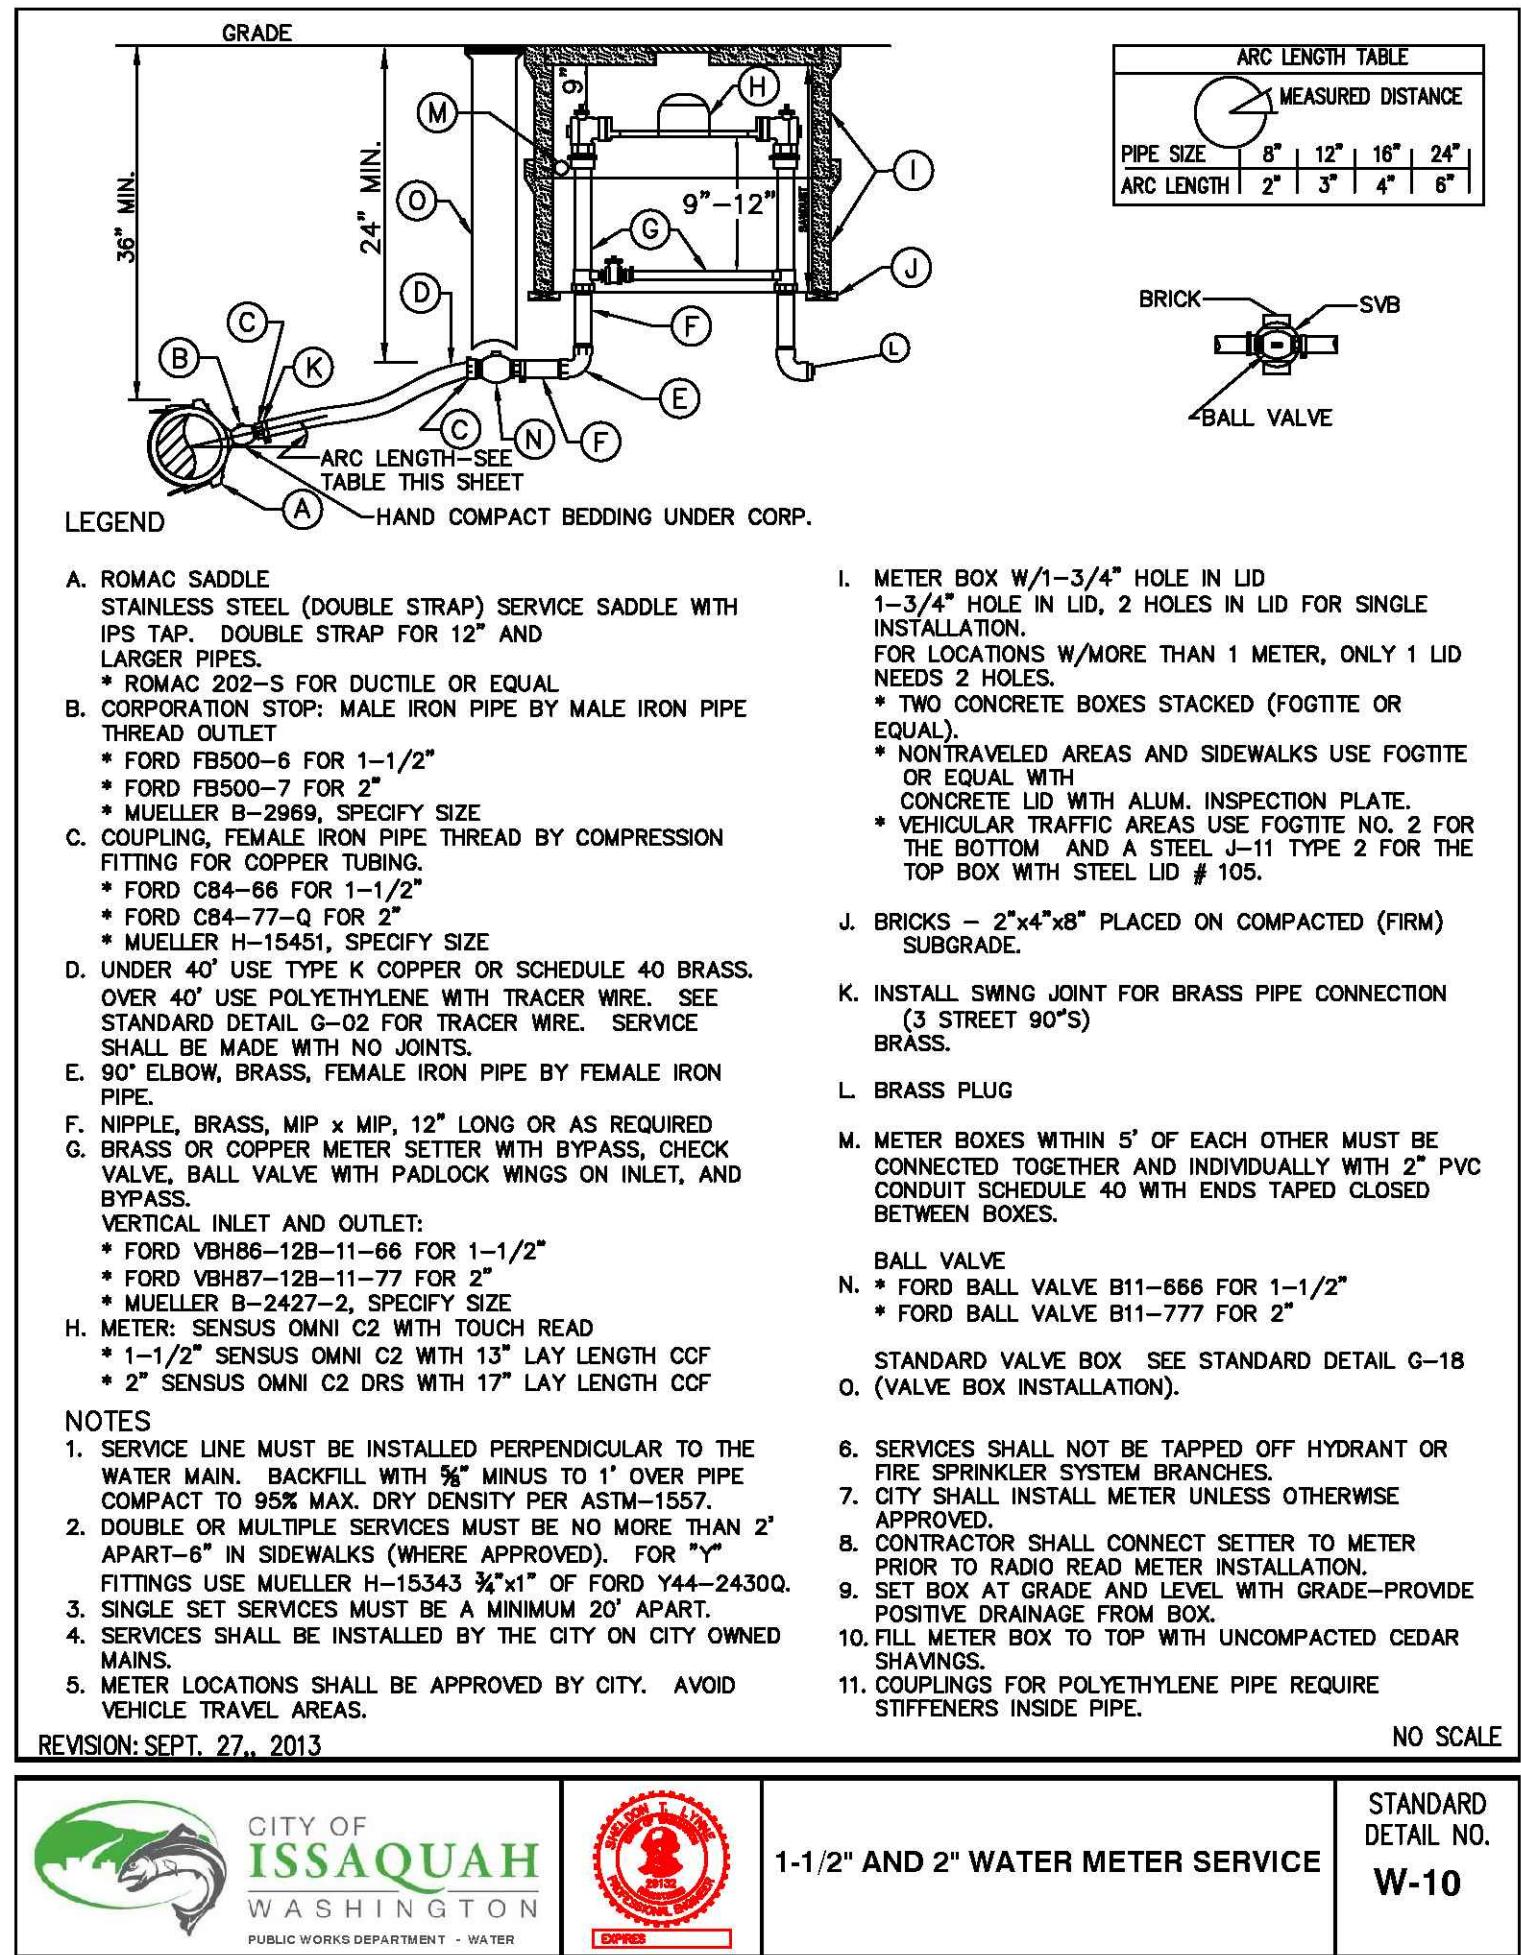 GRADE
36" MIN.
24" MIN.
9"
9"-12"
SAWDUST
M
H
O
I
G
D
J
C
F
B
K
L
E
C
N
F
A
ARC LENGTH-SEE
TABLE THIS SHEET
HAND COMPACT BEDDING UNDER CORP.
ARC LENGTH TABLE
MEASURED DISTANCE
PIPE SIZE 8" 12" 16" 24"
ARC LENGTH 2" 3" 4" 6"
BRICK
SVB
BALL VALVE
LEGEND
A. ROMAC SADDLE
STAINLESS STEEL (DOUBLE STRAP) SERVICE SADDLE WITH
IPS TAP. DOUBLE STRAP FOR 12" AND
LARGER PIPES.
* ROMAC 202-S FOR DUCTILE OR EQUAL
B. CORPORATION STOP: MALE IRON PIPE BY MALE IRON PIPE
THREAD OUTLET
* FORD FB500-6 FOR 1-1/2"
* FORD FB500-7 FOR 2"
* MUELLER B-2969, SPECIFY SIZE
C. COUPLING, FEMALE IRON PIPE THREAD BY COMPRESSION
FITTING FOR COPPER TUBING.
* FORD C84-66 FOR 1-1/2"
* FORD C84-77-Q FOR 2"
* MUELLER H-15451, SPECIFY SIZE
D. UNDER 40' USE TYPE K COPPER OR SCHEDULE 40 BRASS.
OVER 40' USE POLYETHYLENE WITH TRACER WIRE. SEE
STANDARD DETAIL G-02 FOR TRACER WIRE. SERVICE
SHALL BE MADE WITH NO JOINTS.
E. 90° ELBOW, BRASS, FEMALE IRON PIPE BY FEMALE IRON
PIPE.
F. NIPPLE, BRASS, MIP x MIP, 12" LONG OR AS REQUIRED
G. BRASS OR COPPER METER SETTER WITH BYPASS, CHECK
VALVE, BALL VALVE WITH PADLOCK WINGS ON INLET, AND
BYPASS.
VERTICAL INLET AND OUTLET:
* FORD VBH86-12B-11-66 FOR 1-1/2"
* FORD VBH87-12B-11-77 FOR 2"
* MUELLER B-2427-2, SPECIFY SIZE
H. METER: SENSUS OMNI C2 WITH TOUCH READ
* 1-1/2" SENSUS OMNI C2 WITH 13" LAY LENGTH CCF
* 2" SENSUS OMNI C2 DRS WITH 17" LAY LENGTH CCF
I. METER BOX W/1-3/4" HOLE IN LID
1-3/4" HOLE IN LID, 2 HOLES IN LID FOR SINGLE
INSTALLATION.
FOR LOCATIONS W/MORE THAN 1 METER, ONLY 1 LID
NEEDS 2 HOLES.
* TWO CONCRETE BOXES STACKED (FOGTITE OR
EQUAL).
* NONTRAVELED AREAS AND SIDEWALKS USE FOGTITE
OR EQUAL WITH
CONCRETE LID WITH ALUM. INSPECTION PLATE.
* VEHICULAR TRAFFIC AREAS USE FOGTITE NO. 2 FOR
THE BOTTOM AND A STEEL J-11 TYPE 2 FOR THE
TOP BOX WITH STEEL LID # 105.
J. BRICKS - 2"x4"x8" PLACED ON COMPACTED (FIRM)
SUBGRADE.
K. INSTALL SWING JOINT FOR BRASS PIPE CONNECTION
(3 STREET 90°'S)
BRASS.
L. BRASS PLUG
M. METER BOXES WITHIN 5' OF EACH OTHER MUST BE
CONNECTED TOGETHER AND INDIVIDUALLY WITH 2" PVC
CONDUIT SCHEDULE 40 WITH ENDS TAPED CLOSED
BETWEEN BOXES.
BALL VALVE
N. * FORD BALL VALVE B11-666 FOR 1-1/2"
* FORD BALL VALVE B11-777 FOR 2"
STANDARD VALVE BOX SEE STANDARD DETAIL G-18
O. (VALVE BOX INSTALLATION).
NOTES
1. SERVICE LINE MUST BE INSTALLED PERPENDICULAR TO THE
WATER MAIN. BACKFILL WITH ⅝" MINUS TO 1' OVER PIPE
COMPACT TO 95% MAX. DRY DENSITY PER ASTM-1557.
2. DOUBLE OR MULTIPLE SERVICES MUST BE NO MORE THAN 2'
APART-6" IN SIDEWALKS (WHERE APPROVED). FOR "Y"
FITTINGS USE MUELLER H-15343 ¾"x1" OF FORD Y44-2430Q.
3. SINGLE SET SERVICES MUST BE A MINIMUM 20' APART.
4. SERVICES SHALL BE INSTALLED BY THE CITY ON CITY OWNED
MAINS.
5. METER LOCATIONS SHALL BE APPROVED BY CITY. AVOID
VEHICLE TRAVEL AREAS.
6. SERVICES SHALL NOT BE TAPPED OFF HYDRANT OR
FIRE SPRINKLER SYSTEM BRANCHES.
7. CITY SHALL INSTALL METER UNLESS OTHERWISE
APPROVED.
8. CONTRACTOR SHALL CONNECT SETTER TO METER
PRIOR TO RADIO READ METER INSTALLATION.
9. SET BOX AT GRADE AND LEVEL WITH GRADE-PROVIDE
POSITIVE DRAINAGE FROM BOX.
10. FILL METER BOX TO TOP WITH UNCOMPACTED CEDAR
SHAVINGS.
11. COUPLINGS FOR POLYETHYLENE PIPE REQUIRE
STIFFENERS INSIDE PIPE.
REVISION: SEPT. 27,, 2013
NO SCALE
CITY OF
ISSAQUAH
WASHINGTON
PUBLIC WORKS DEPARTMENT - WATER
SHELDON T. LYNNE
29132
PROFESSIONAL ENGINEER
EXPIRES
1-1/2" AND 2" WATER METER SERVICE
STANDARD
DETAIL NO.
W-10